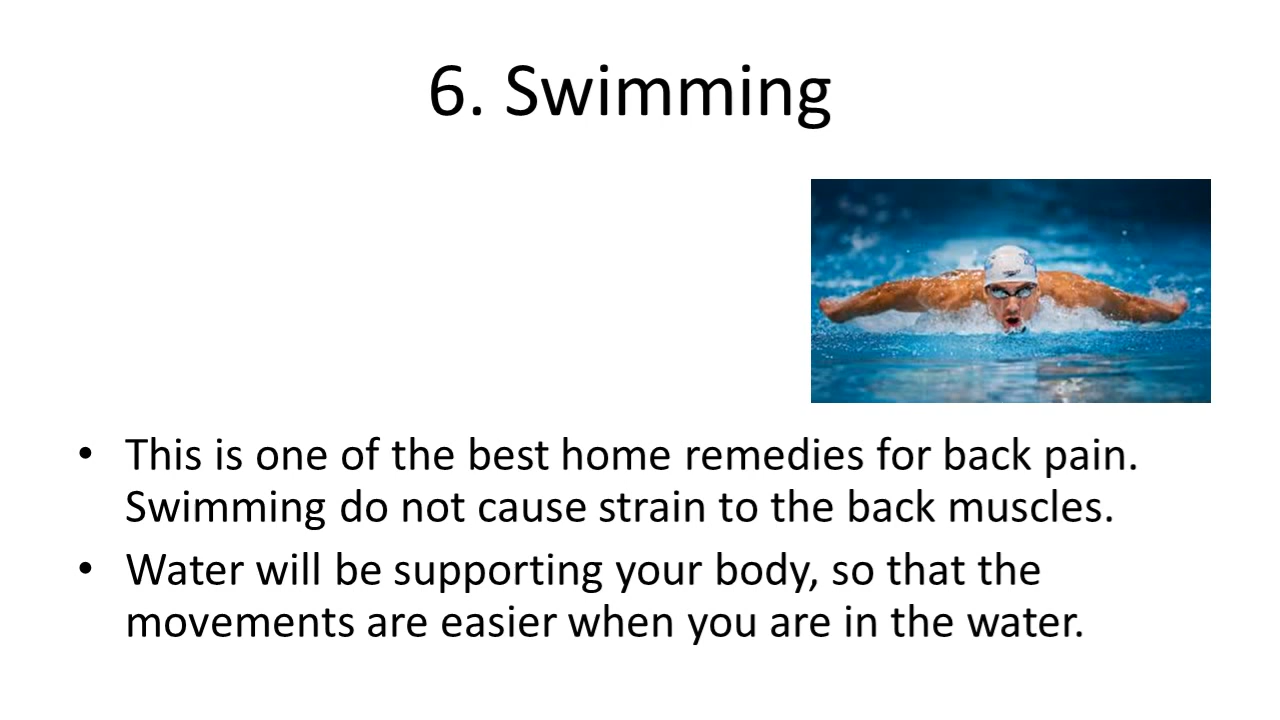 6. Swimming
• This is one of the best home remedies for back pain.
Swimming do not cause strain to the back muscles.
• Water will be supporting your body, so that the
movements are easier when you are in the water.